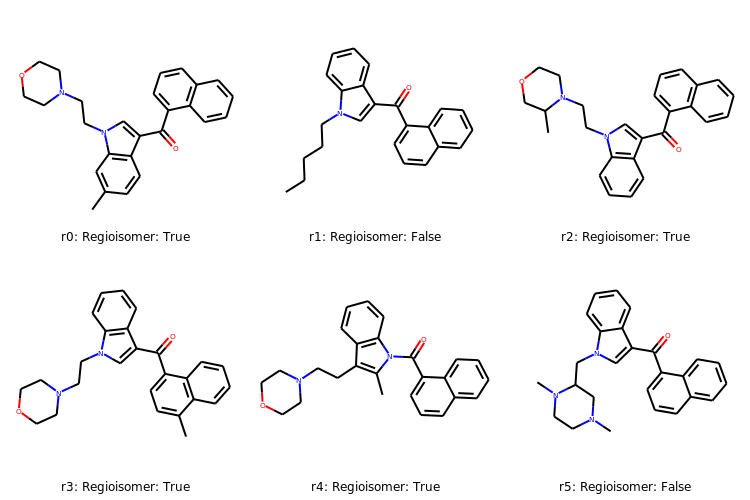 O
N
N
O
r0: Regioisomer: True
O
N
r1: Regioisomer: False
O
N
N
O
r2: Regioisomer: True
O
N
N
O
r3: Regioisomer: True
O
N
N
O
r4: Regioisomer: True
O
N
N
N
r5: Regioisomer: False